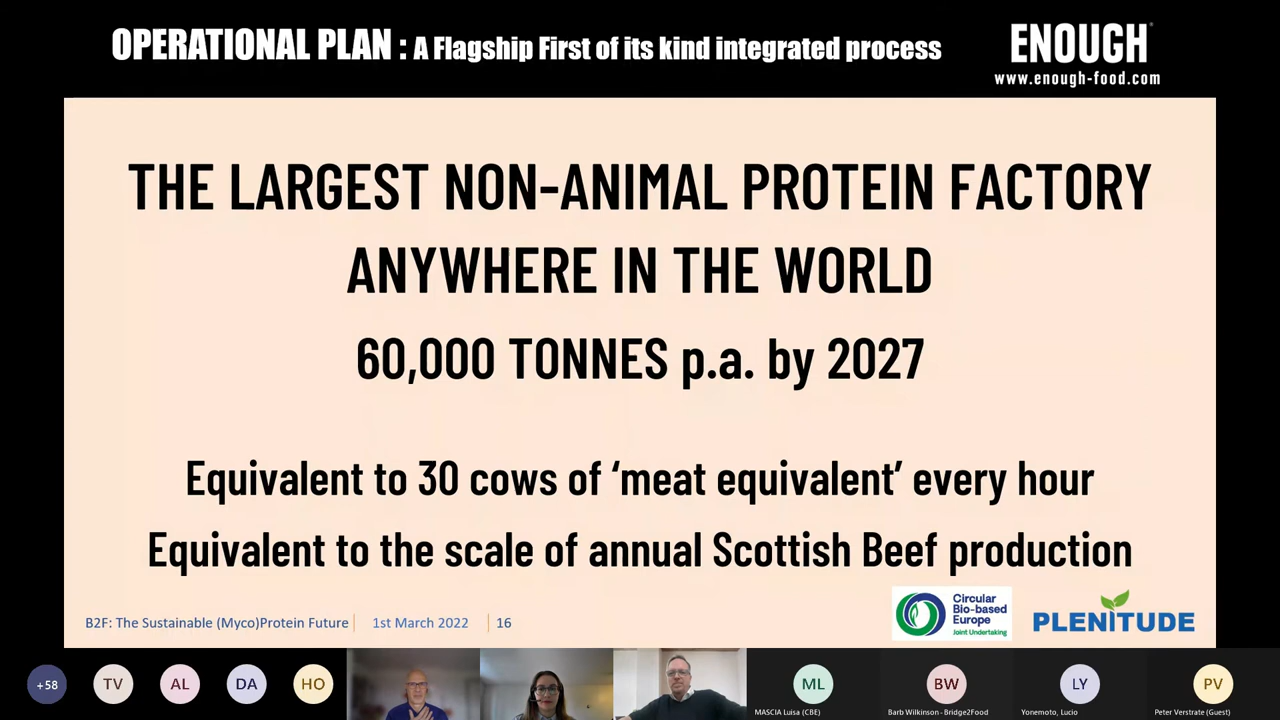 OPERATIONAL PLAN : A Flagship First of its kind integrated process
ENOUGH
www.enough-food.com
THE LARGEST NON-ANIMAL PROTEIN FACTORY
ANYWHERE IN THE WORLD
60,000 TONNES p.a. by 2027
Equivalent to 30 cows of ‘meat equivalent’ every hour
Equivalent to the scale of annual Scottish Beef production
B2F: The Sustainable (Myco)Protein Future
1st March 2022
16
Circular
Bio-based
Europe
Joint Undertaking
PLENITUDE
+58
TV
AL
DA
HO
ML
BW
LY
PV
MASCIA Luisa (CBE)
Barb Wilkinson - Bridge2Food
Yonemoto, Lucio
Peter Verstrate (Guest)